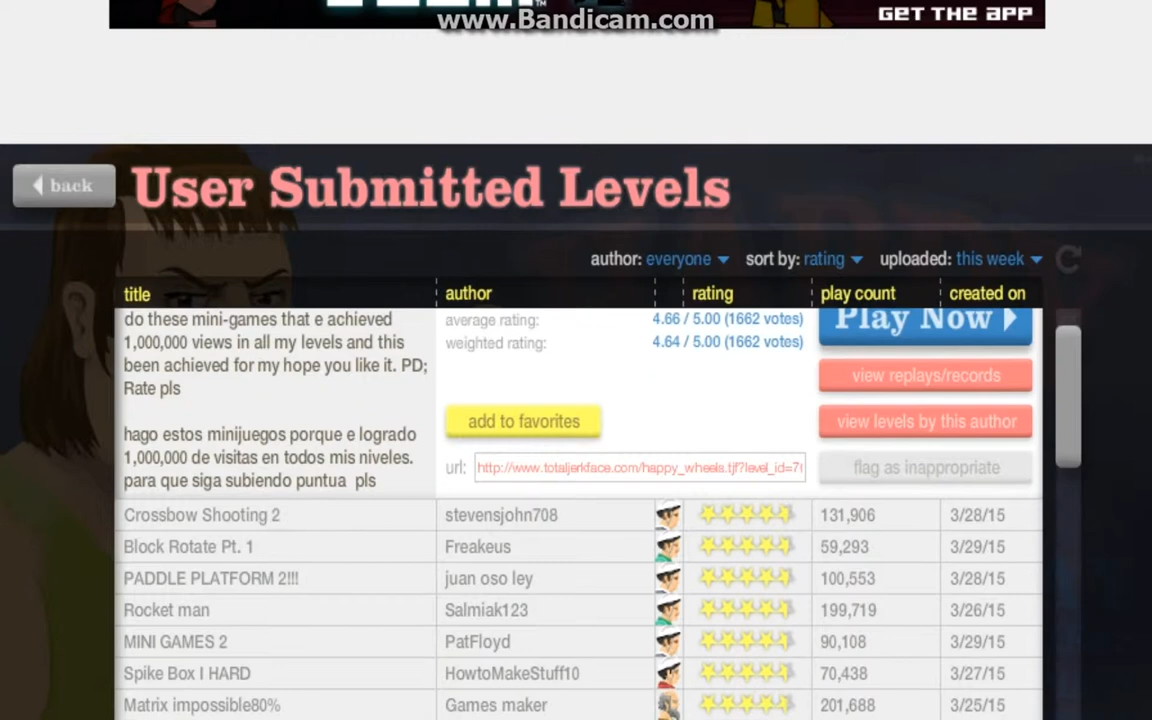 GET THE APP
www.Bandicam.com
back
User Submitted Levels
author: everyone sort by: rating uploaded: this week
title author rating play count created on
do these mini-games that e achieved
1,000,000 views in all my levels and this
been achieved for my hope you like it. PD;
Rate pls
hago estos minijuegos porque e logrado
1,000,000 de visitas en todos mis niveles.
para que siga subiendo puntua pls
average rating: 4.66 / 5.00 (1662 votes)
weighted rating: 4.64 / 5.00 (1662 votes)
add to favorites
url: http://www.totaljerkface.com/happy_wheels.tjf?level_id=7
Play Now
view replays/records
view levels by this author
flag as inappropriate
Crossbow Shooting 2 stevensjohn708 131,906 3/28/15
Block Rotate Pt. 1 Freakeus 59,293 3/29/15
PADDLE PLATFORM 2!!! juan oso ley 100,553 3/28/15
Rocket man Salmiak123 199,719 3/26/15
MINI GAMES 2 PatFloyd 90,108 3/29/15
Spike Box I HARD HowtoMakeStuff10 70,438 3/27/15
Matrix impossible80% Games maker 201,688 3/25/15